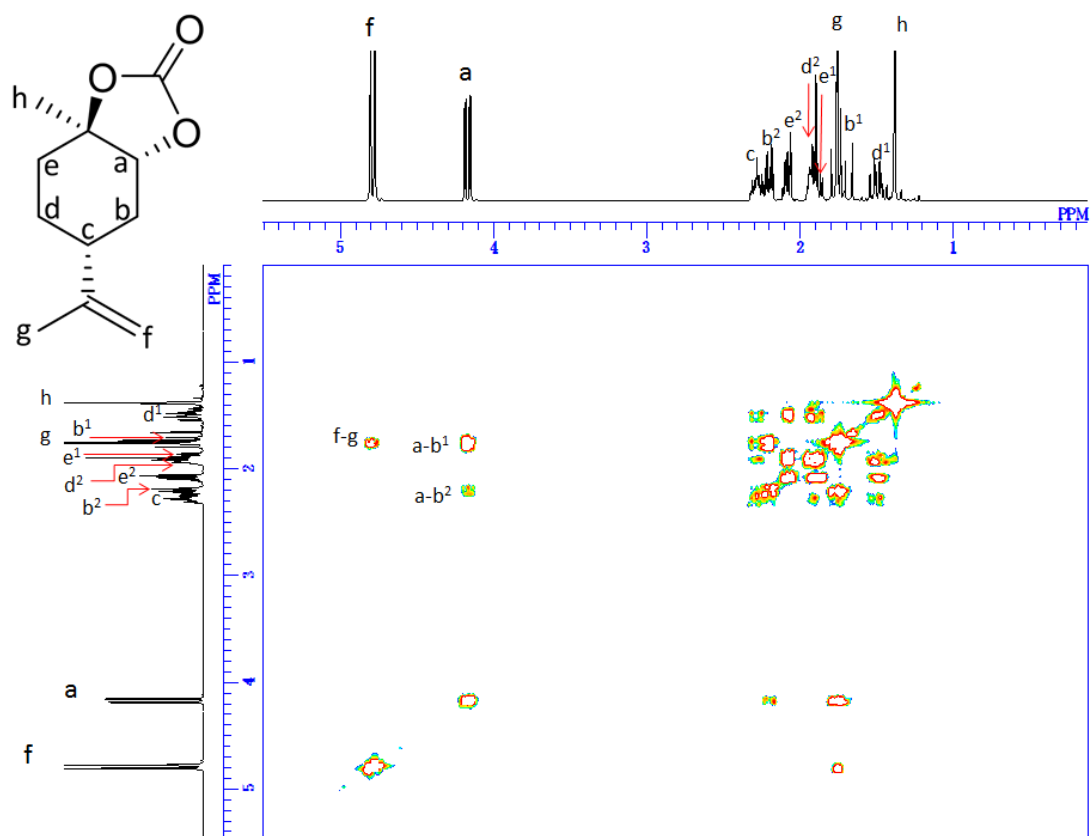 O
O
O
h
e
a
d
b
c
g
f
f
a
g
h
d²
e¹
c
b²
e²
b¹
d¹
PPM
5
4
3
2
1
PPM
1
2
3
4
5
h
d¹
b¹
g
e¹
d²
e²
b²
c
a
f
f-g
a-b¹
a-b²